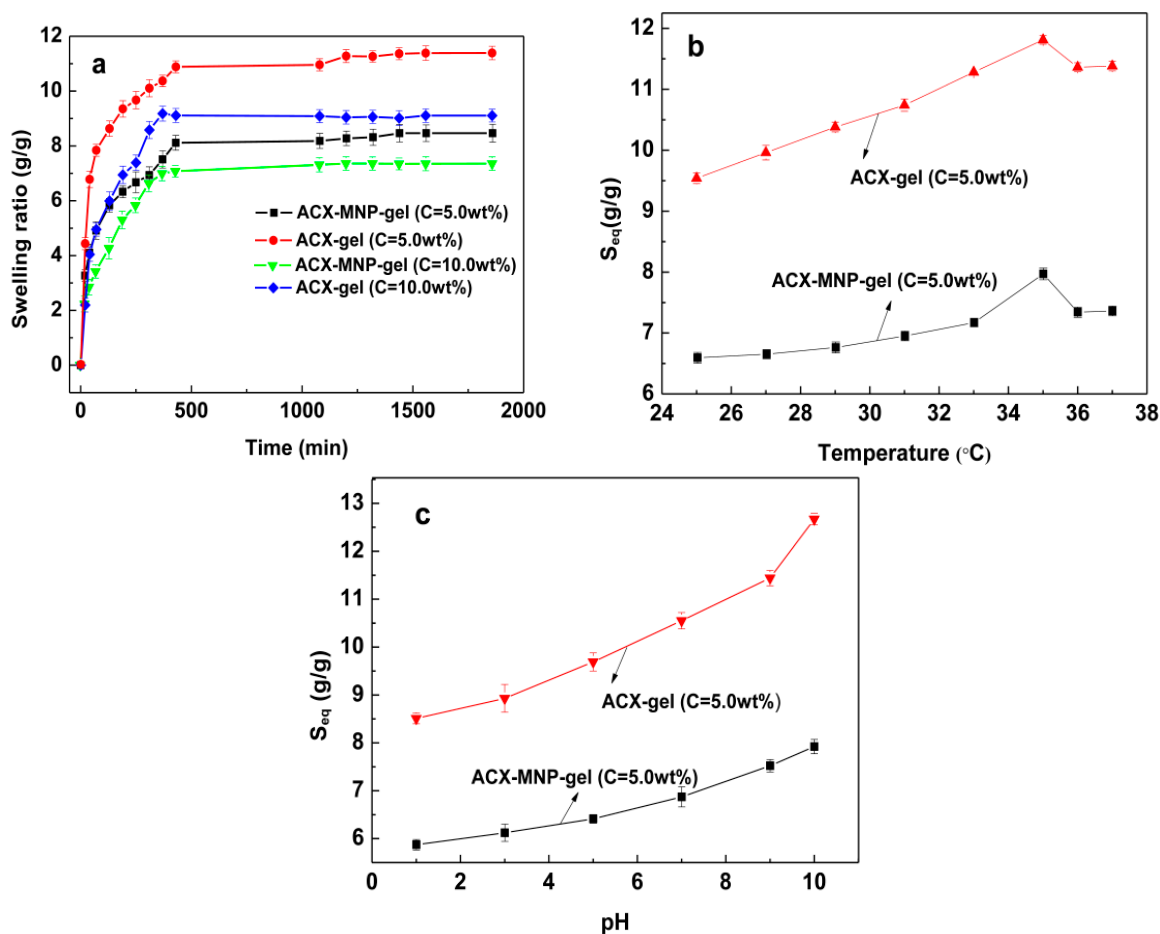 a
Swelling ratio (g/g)
12
10
8
6
4
2
0
ACX-MNP-gel (C=5.0wt%)
ACX-gel (C=5.0wt%)
ACX-MNP-gel (C=10.0wt%)
ACX-gel (C=10.0wt%)
0 500 1000 1500 2000
Time (min)
b
Seq(g/g)
12
11
10
9
8
7
6
ACX-gel (C=5.0wt%)
ACX-MNP-gel (C=5.0wt%)
24 26 28 30 32 34 36 38
Temperature (°C)
c
Seq (g/g)
13
12
11
10
9
8
7
6
ACX-gel (C=5.0wt%)
ACX-MNP-gel (C=5.0wt%)
0 2 4 6 8 10
pH